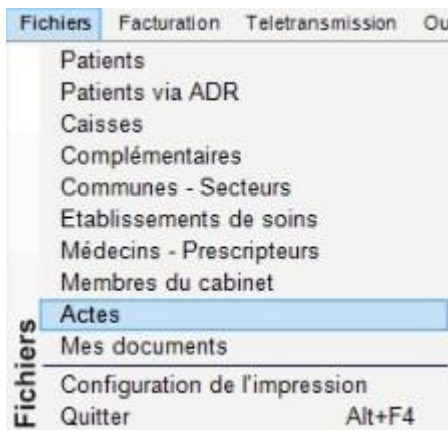 Fichiers Facturation Teletransmission Ou
Patients
Patients via ADR
Caisses
Complémentaires
Communes - Secteurs
Etablissements de soins
Médecins - Prescripteurs
Membres du cabinet
Actes
Mes documents
Configuration de l'impression
Quitter Alt+F4
Fichiers